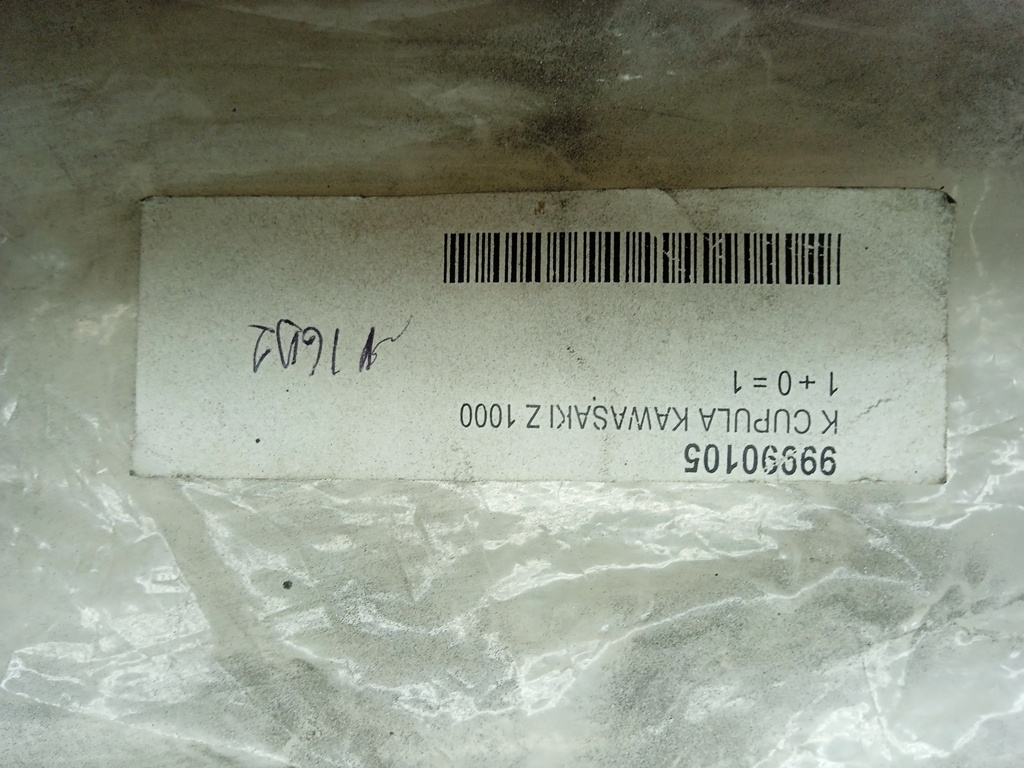 99990105
K CUPULA KAWASAKI Z 1000
1 + 0 = 1